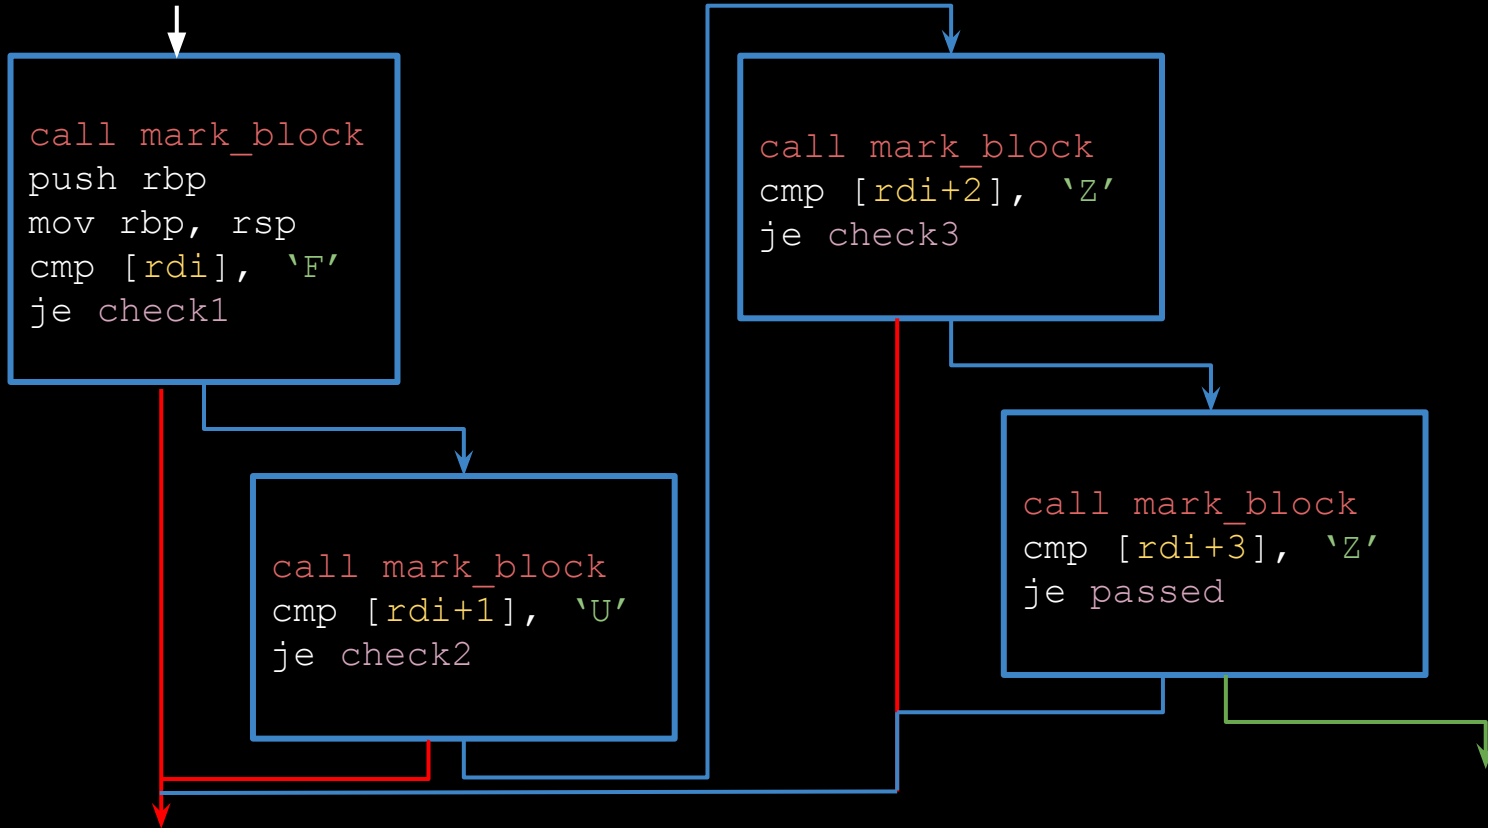 call mark_block
push rbp
mov rbp, rsp
cmp [rdi], ‘F’
je check1
call mark_block
cmp [rdi+1], ‘U’
je check2
call mark_block
cmp [rdi+2], ‘Z’
je check3
call mark_block
cmp [rdi+3], ‘Z’
je passed